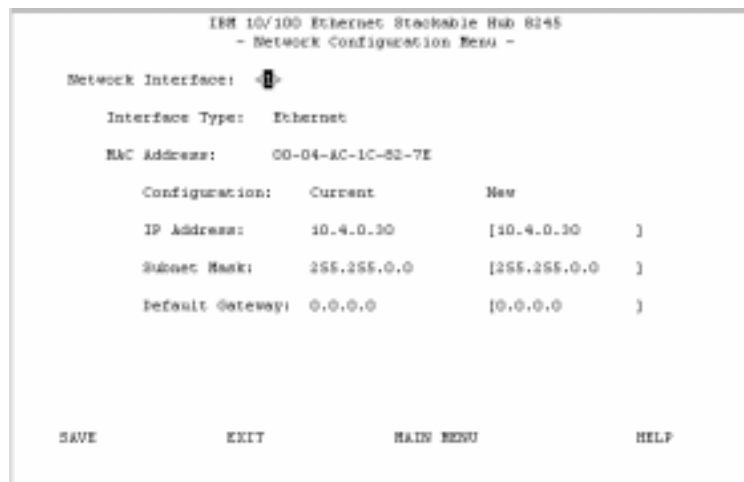 IBM 10/100 Ethernet Stackable Hub 8245
- Network Configuration Menu -
Network Interface: <1>
Interface Type: Ethernet
MAC Address: 00-04-AC-1C-82-7E
Configuration: Current New
IP Address: 10.4.0.30 [10.4.0.30 ]
Subnet Mask: 255.255.0.0 [255.255.0.0 ]
Default Gateway: 0.0.0.0 [0.0.0.0 ]
SAVE EXIT MAIN MENU HELP